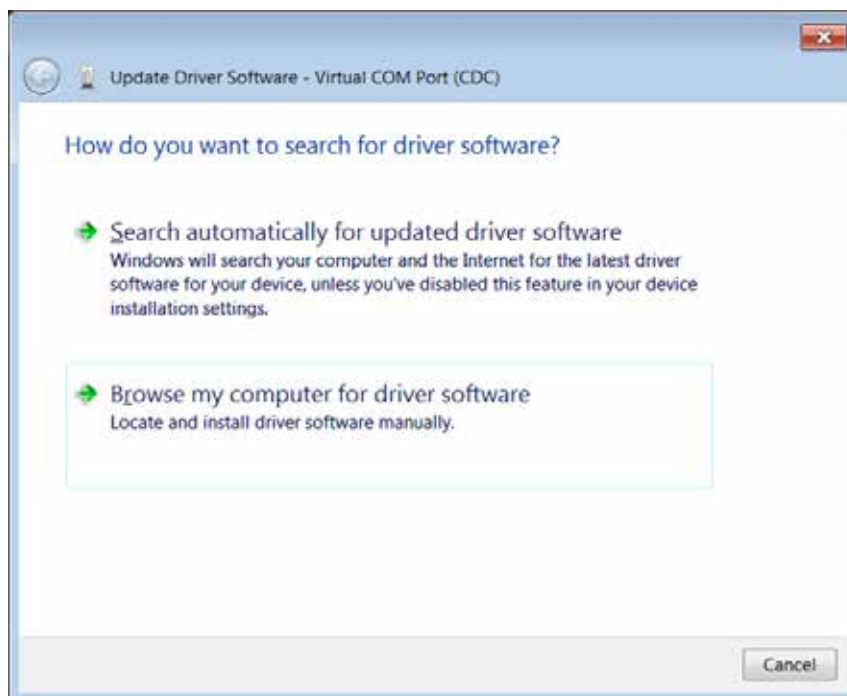 Update Driver Software - Virtual COM Port (CDC)
How do you want to search for driver software?
Search automatically for updated driver software
Windows will search your computer and the Internet for the latest driver
software for your device, unless you've disabled this feature in your device
installation settings.
Browse my computer for driver software
Locate and install driver software manually.
Cancel